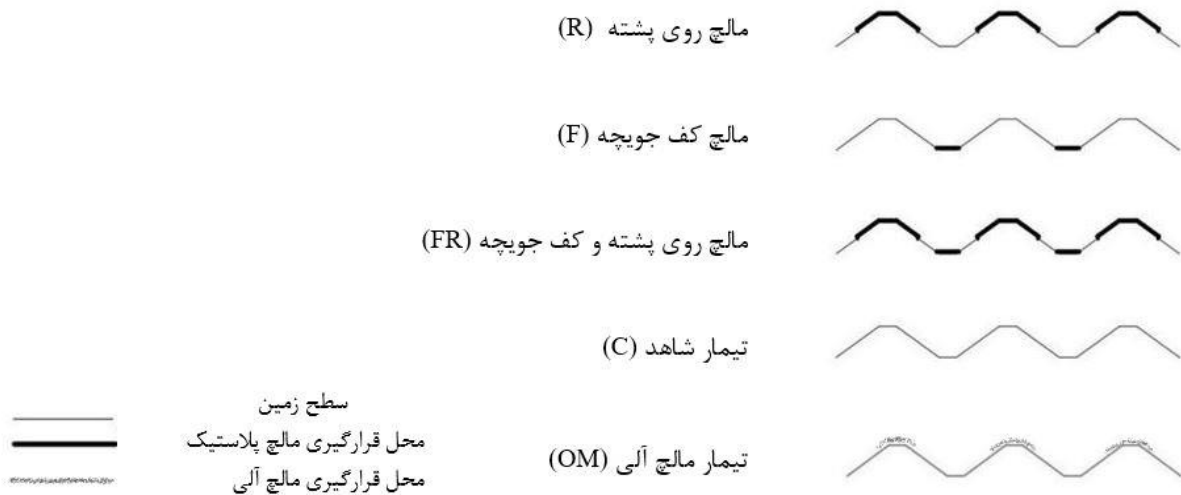 مالچ روی پشته (R)
مالچ کف جویچه (F)
مالچ روی پشته و کف جویچه (FR)
تیمار شاهد (C)
تیمار مالچ آلی (OM)
سطح زمین
محل قرارگیری مالچ پلاستیک
محل قرارگیری مالچ آلی